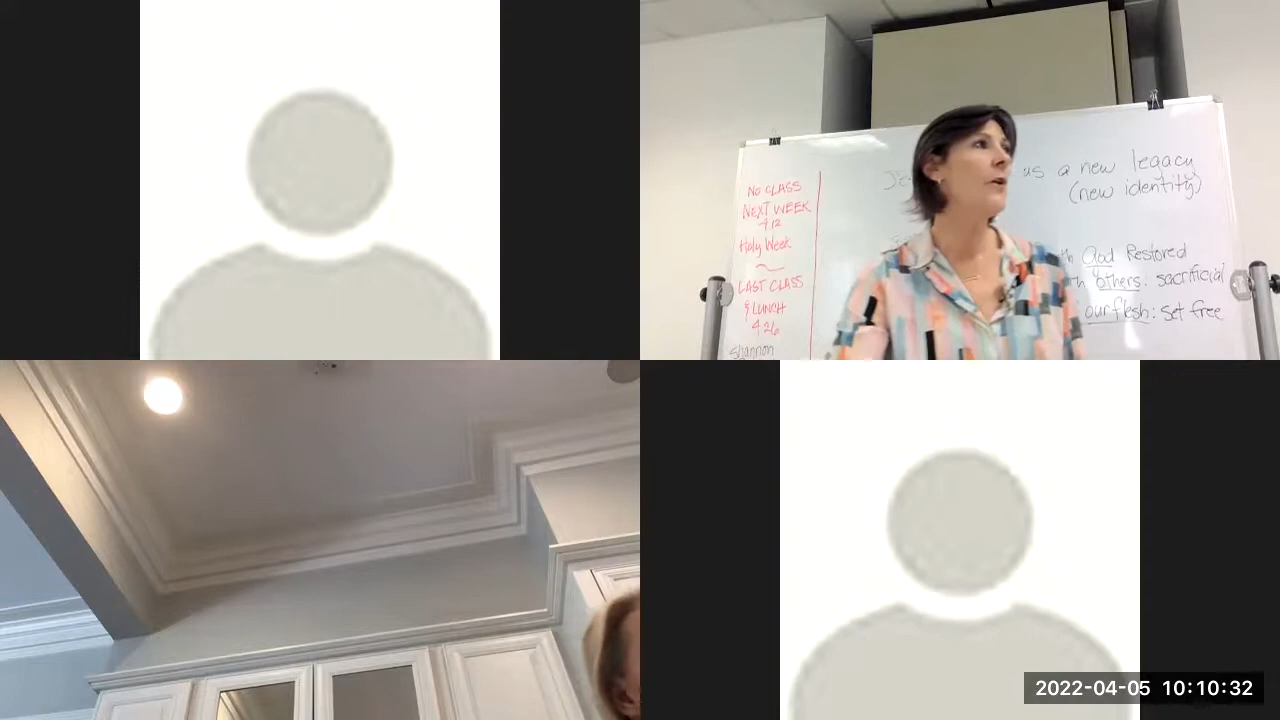 us a new legacy
(new identity)
NO CLASS
NEXT WEEK
4/12
Holy Week
LAST CLASS
& LUNCH
4/26
Shannon
God Restored
others: sacrificial
our flesh: set free
2022-04-05 10:10:32